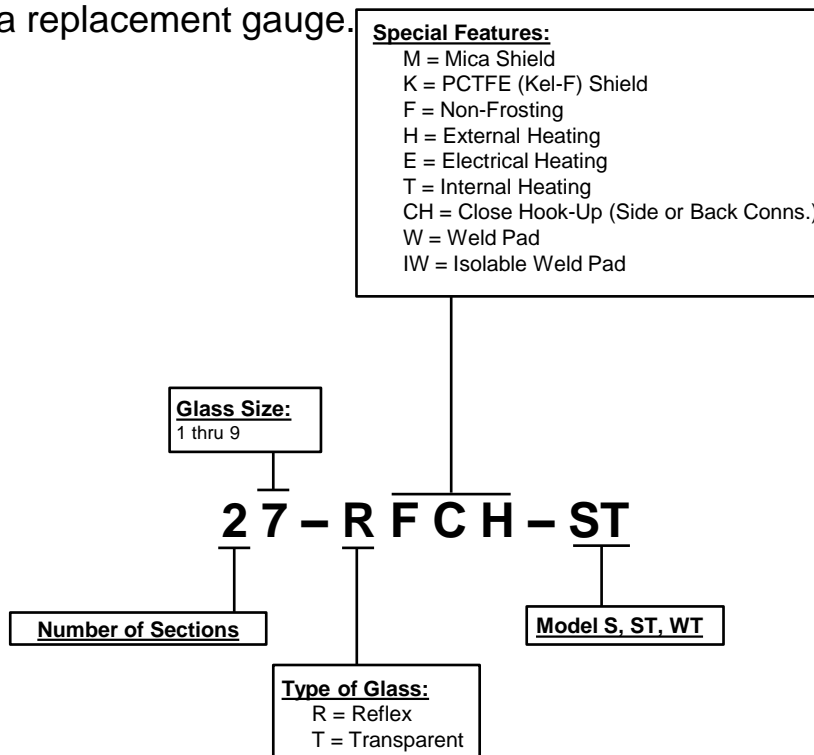 a replacement gauge.
Special Features:
M = Mica Shield
K = PCTFE (Kel-F) Shield
F = Non-Frosting
H = External Heating
E = Electrical Heating
T = Internal Heating
CH = Close Hook-Up (Side or Back Conns.)
W = Weld Pad
IW = Isolable Weld Pad
Glass Size:
1 thru 9
2 7 – R F C H – ST
Number of Sections
Model S, ST, WT
Type of Glass:
R = Reflex
T = Transparent